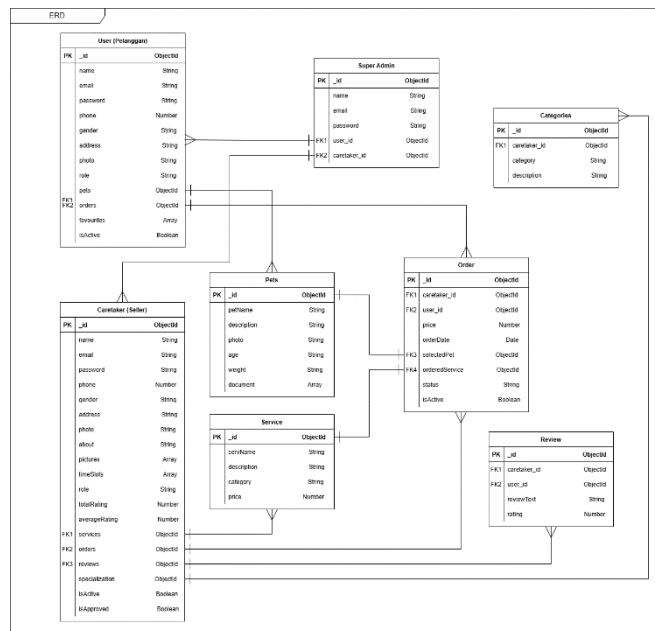 ERD
User (Pelanggan)
PK _id ObjectId
name String
email String
password String
phone Number
gender String
address String
photo String
role String
FK1 pets ObjectId
FK2 orders ObjectId
favourites Array
isActive Boolean
Super Admin
PK _id ObjectId
name String
email String
password String
FK1 user_id ObjectId
FK2 caretaker_id ObjectId
Categories
PK _id ObjectId
FK1 caretaker_id ObjectId
category String
description String
Pets
PK _id ObjectId
petName String
description String
photo String
age String
weight String
document Array
Order
PK _id ObjectId
FK1 caretaker_id ObjectId
FK2 user_id ObjectId
price Number
orderDate Date
FK3 selectedPet ObjectId
FK4 orderedService ObjectId
status String
isActive Boolean
Caretaker (Seller)
PK _id ObjectId
name String
email String
password String
phone Number
gender String
address String
photo String
about String
pictures Array
timeSlots Array
role String
totalRating Number
averageRating Number
FK1 services ObjectId
FK2 orders ObjectId
FK3 reviews ObjectId
specialization ObjectId
isActive Boolean
isApproved Boolean
Service
PK _id ObjectId
servName String
description String
category String
price Number
Review
PK _id ObjectId
FK1 caretaker_id ObjectId
FK2 user_id ObjectId
reviewText String
rating Number